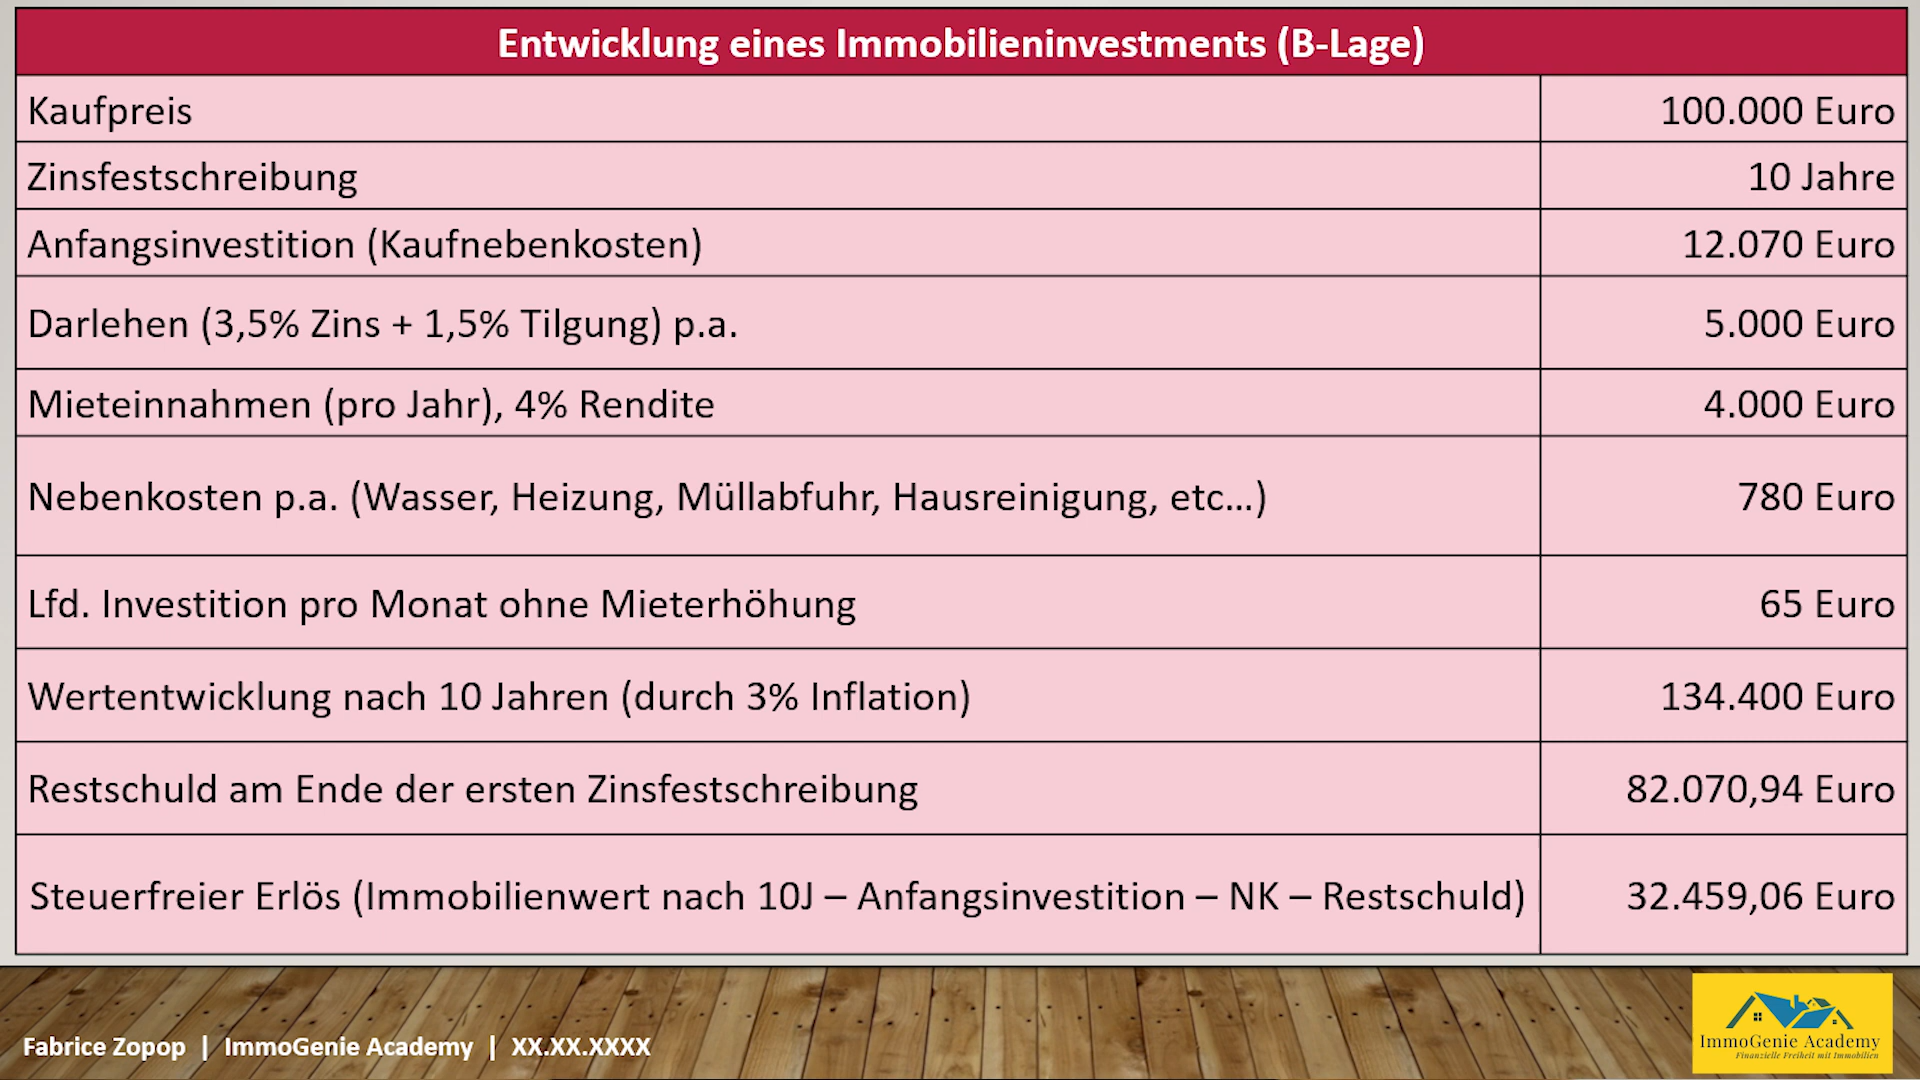 Entwicklung eines Immobilieninvestments (B-Lage)
Kaufpreis 100.000 Euro
Zinsfestschreibung 10 Jahre
Anfangsinvestition (Kaufnebenkosten) 12.070 Euro
Darlehen (3,5% Zins + 1,5% Tilgung) p.a. 5.000 Euro
Mieteinnahmen (pro Jahr), 4% Rendite 4.000 Euro
Nebenkosten p.a. (Wasser, Heizung, Müllabfuhr, Hausreinigung, etc...) 780 Euro
Lfd. Investition pro Monat ohne Mieterhöhung 65 Euro
Wertentwicklung nach 10 Jahren (durch 3% Inflation) 134.400 Euro
Restschuld am Ende der ersten Zinsfestschreibung 82.070,94 Euro
Steuerfreier Erlös (Immobilienwert nach 10J – Anfangsinvestition – NK – Restschuld) 32.459,06 Euro
Fabrice Zopop | ImmoGenie Academy | XX.XX.XXXX
ImmoGenie Academy
Finanzielle Freiheit mit Immobilien